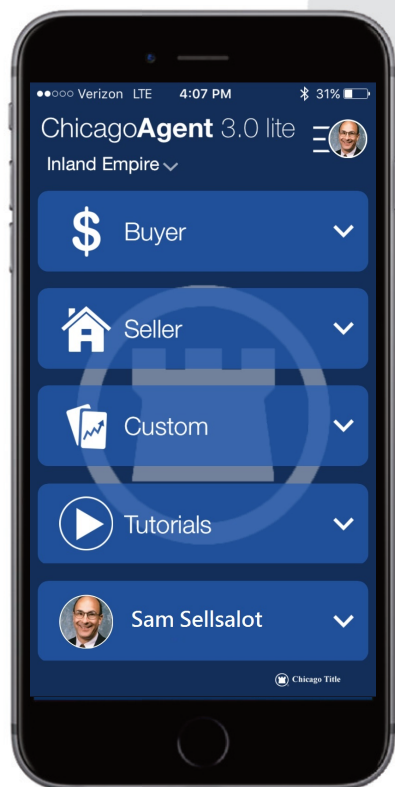 Verizon LTE 4:07 PM 31%
ChicagoAgent 3.0 lite
Inland Empire
$ Buyer
Seller
Custom
Tutorials
Sam Sellsalot
Chicago Title